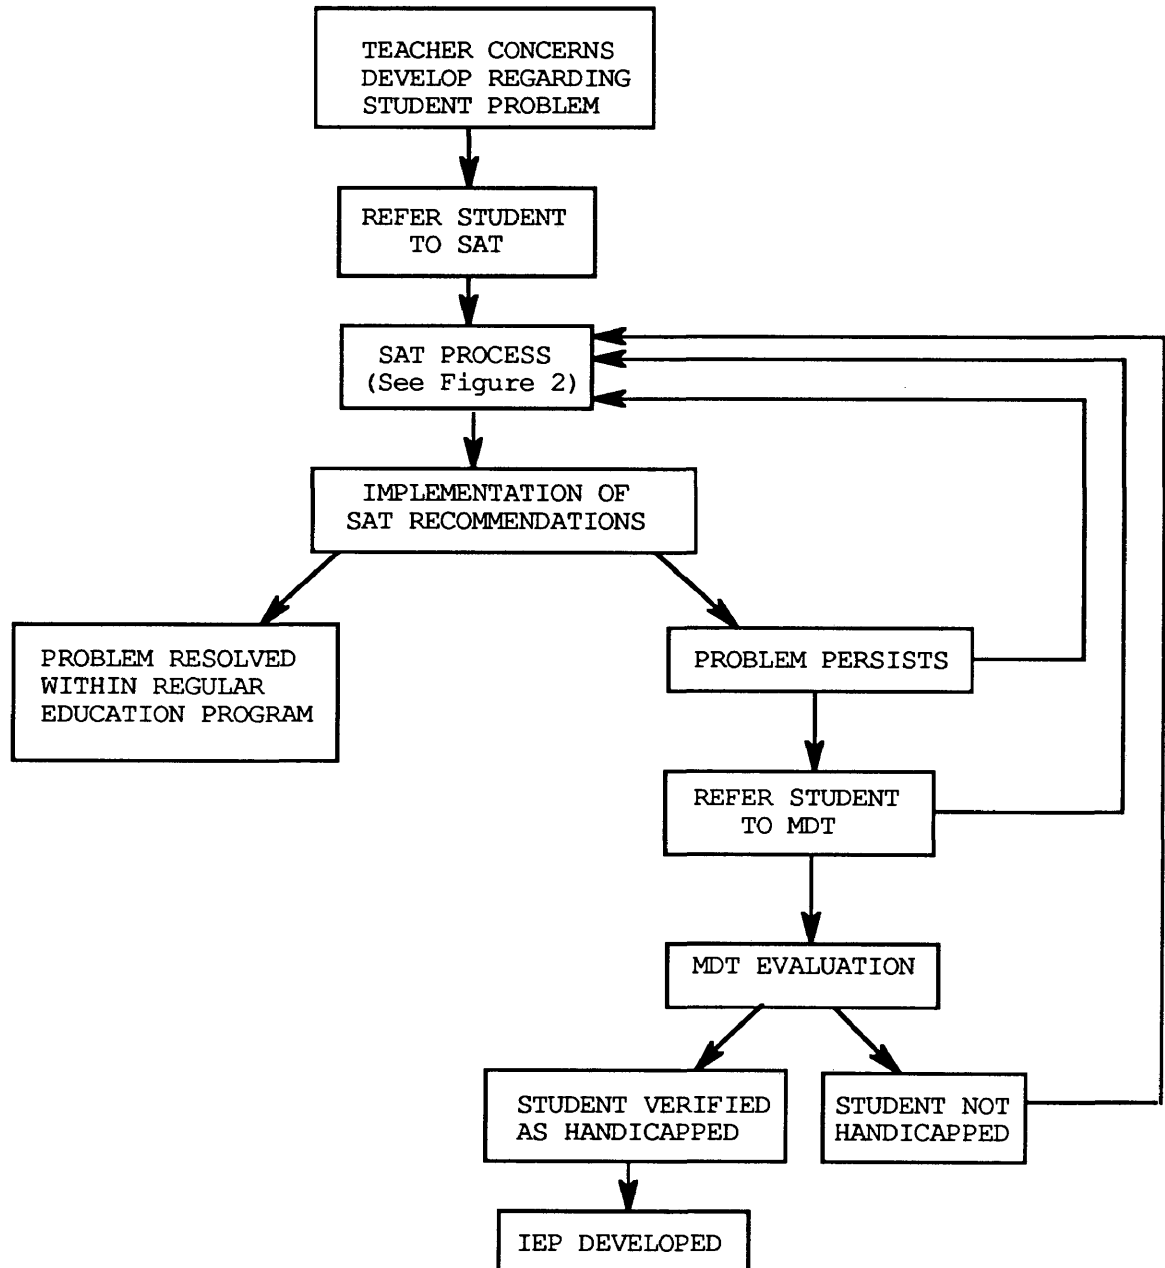 TEACHER CONCERNS
DEVELOP REGARDING
STUDENT PROBLEM
REFER STUDENT
TO SAT
SAT PROCESS
(See Figure 2)
IMPLEMENTATION OF
SAT RECOMMENDATIONS
PROBLEM RESOLVED
WITHIN REGULAR
EDUCATION PROGRAM
PROBLEM PERSISTS
REFER STUDENT
TO MDT
MDT EVALUATION
STUDENT VERIFIED
AS HANDICAPPED
STUDENT NOT
HANDICAPPED
IEP DEVELOPED